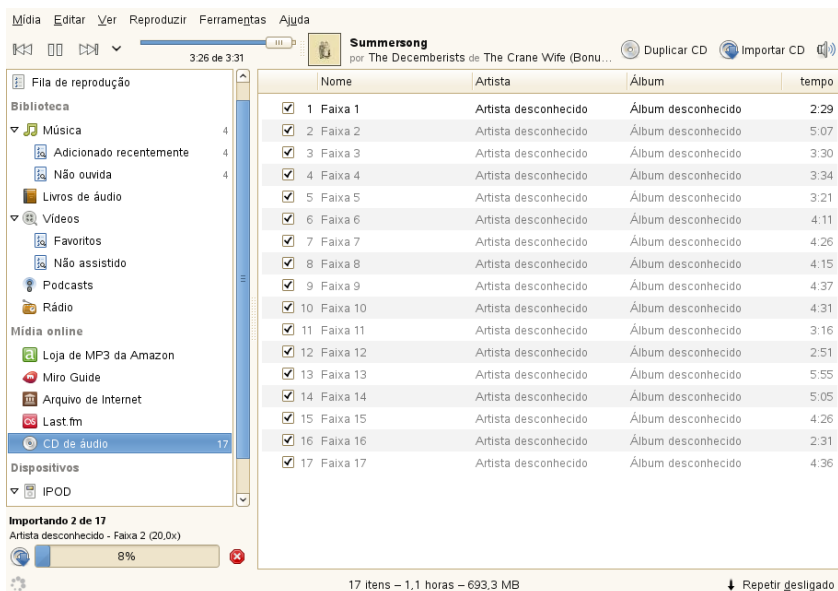 Mídia Editar Ver Reproduzir Ferramentas Ajuda
3:26 de 3:31
Summersong
por The Decemberists de The Crane Wife (Bonu...
Duplicar CD
Importar CD
Fila de reprodução
Biblioteca
Música 4
Adicionado recentemente 4
Não ouvida 4
Livros de áudio
Vídeos
Favoritos
Não assistido
Podcasts
Rádio
Mídia online
Loja de MP3 da Amazon
Miro Guide
Arquivo de Internet
Last.fm
CD de áudio 17
Dispositivos
IPOD
Importando 2 de 17
Artista desconhecido - Faixa 2 (20,0x)
8%
Nome Artista Álbum tempo
1 Faixa 1 Artista desconhecido Álbum desconhecido 2:29
2 Faixa 2 Artista desconhecido Álbum desconhecido 5:07
3 Faixa 3 Artista desconhecido Álbum desconhecido 3:30
4 Faixa 4 Artista desconhecido Álbum desconhecido 3:34
5 Faixa 5 Artista desconhecido Álbum desconhecido 3:21
6 Faixa 6 Artista desconhecido Álbum desconhecido 4:11
7 Faixa 7 Artista desconhecido Álbum desconhecido 4:26
8 Faixa 8 Artista desconhecido Álbum desconhecido 4:15
9 Faixa 9 Artista desconhecido Álbum desconhecido 4:37
10 Faixa 10 Artista desconhecido Álbum desconhecido 4:31
11 Faixa 11 Artista desconhecido Álbum desconhecido 3:16
12 Faixa 12 Artista desconhecido Álbum desconhecido 2:51
13 Faixa 13 Artista desconhecido Álbum desconhecido 5:55
14 Faixa 14 Artista desconhecido Álbum desconhecido 5:05
15 Faixa 15 Artista desconhecido Álbum desconhecido 4:26
16 Faixa 16 Artista desconhecido Álbum desconhecido 2:31
17 Faixa 17 Artista desconhecido Álbum desconhecido 4:36
17 itens – 1,1 horas – 693,3 MB
Repetir desligado